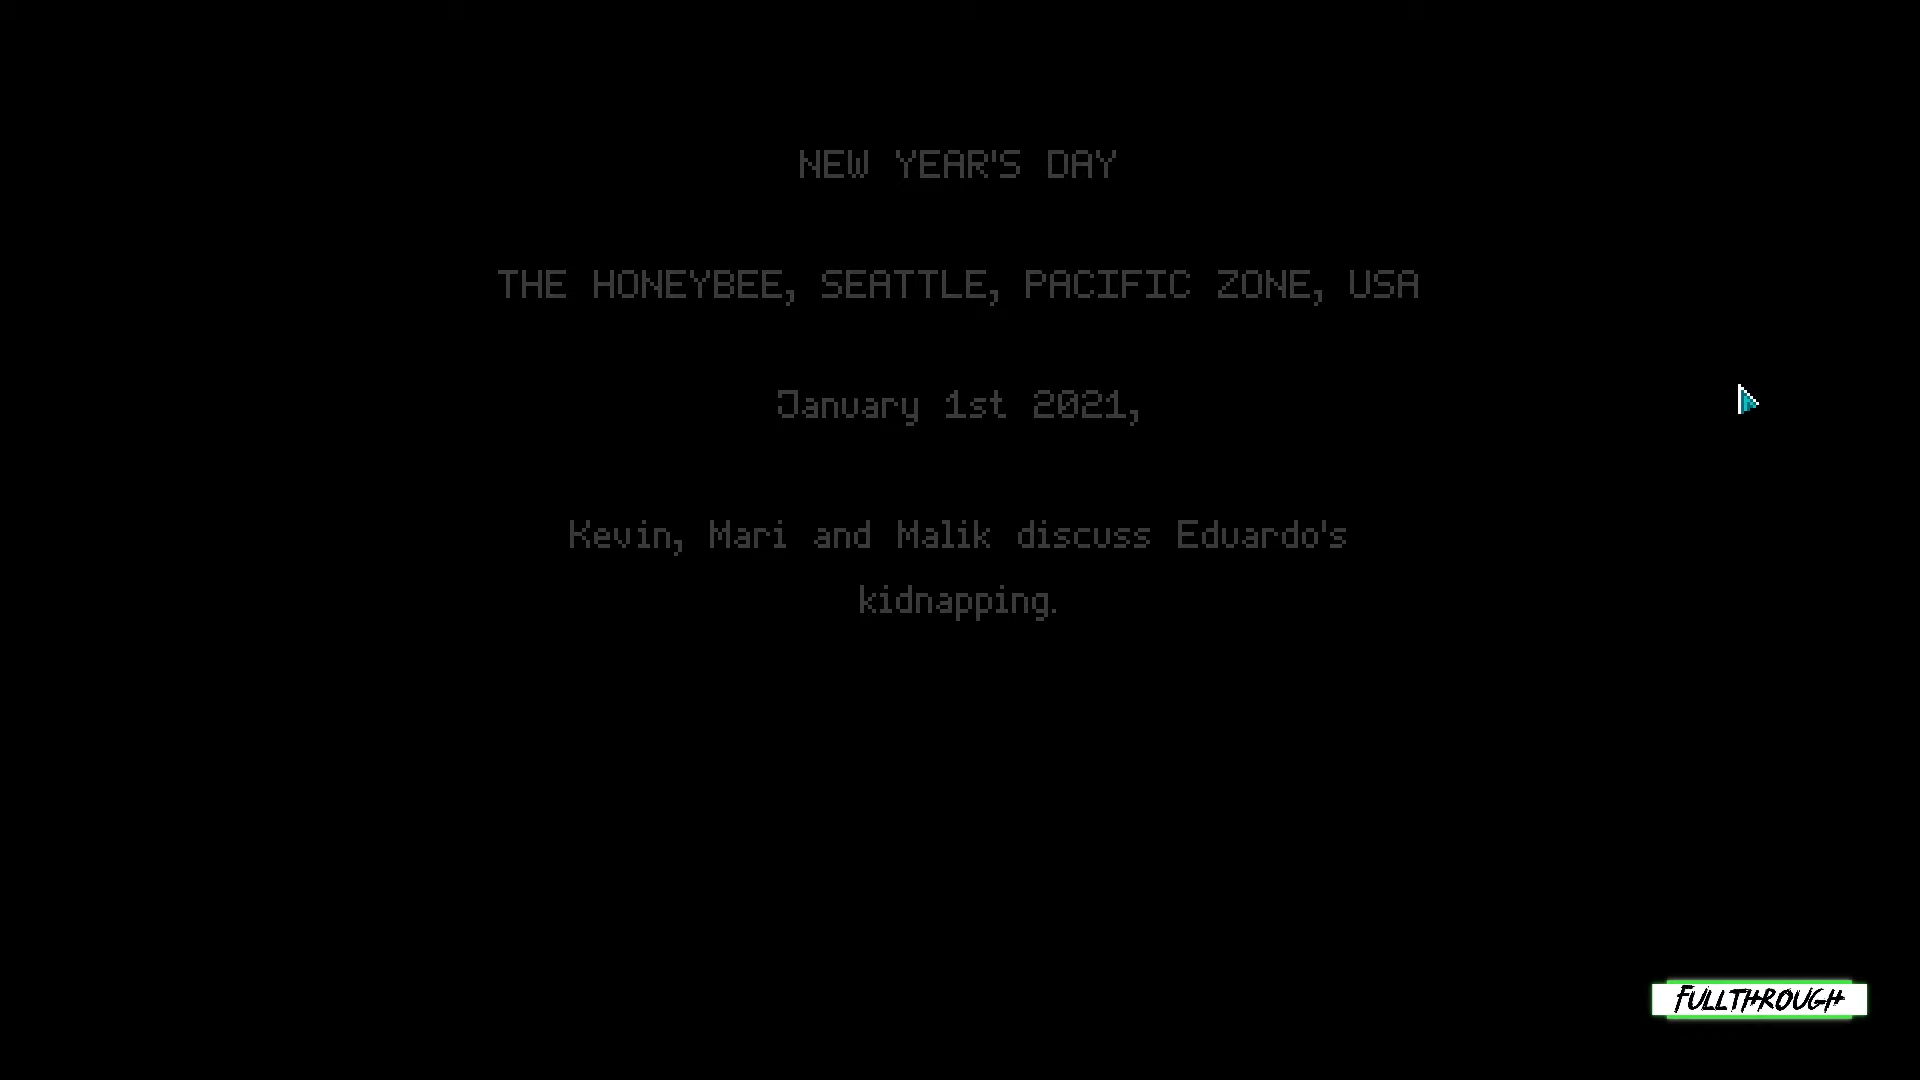 NEW YEAR'S DAY
THE HONEYBEE, SEATTLE, PACIFIC ZONE, USA
January 1st 2021,
Kevin, Mari and Malik discuss Eduardo's
kidnapping.
FULLTHROUGH